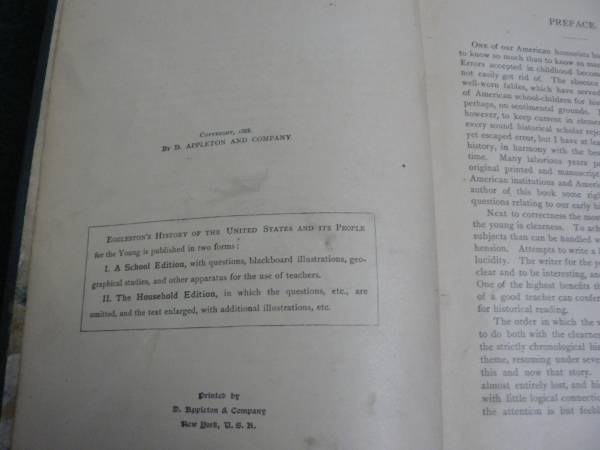 COPYRIGHT, 1888,
BY D. APPLETON AND COMPANY
EGGLESTON'S HISTORY OF THE UNITED STATES AND ITS PEOPLE
for the Young is published in two forms:
I. A School Edition, with questions, blackboard illustrations, geo-
graphical studies, and other apparatus for the use of teachers.
II. The Household Edition, in which the questions, etc., are
omitted, and the text enlarged, with additional illustrations, etc.
Printed by
D. Appleton & Company
New York, U. S. A.
PREFACE.
ONE of our American humorists
to know so much than to know so
Errors accepted in childhood become
not easily got rid of. The absence
well-worn fables, which have served
of American school-children for
perhaps, on sentimental grounds.
however, to keep current in
every sound historical scholar
yet escaped error, but I have at
history, in harmony with the
time. Many laborious years
original printed and
American institutions and
author of this book some
questions relating to our early
Next to correctness the
the young is clearness. To
subjects than can be handled
hension. Attempts to write a
lucidity. The writer for the
clear and to be interesting, and
One of the highest benefits
of a good teacher can
for historical reading.
The order in which the
to do both with the
the strictly chronological
theme, resuming under
this and now that story.
almost entirely lost, and
with little logical
the attention is but